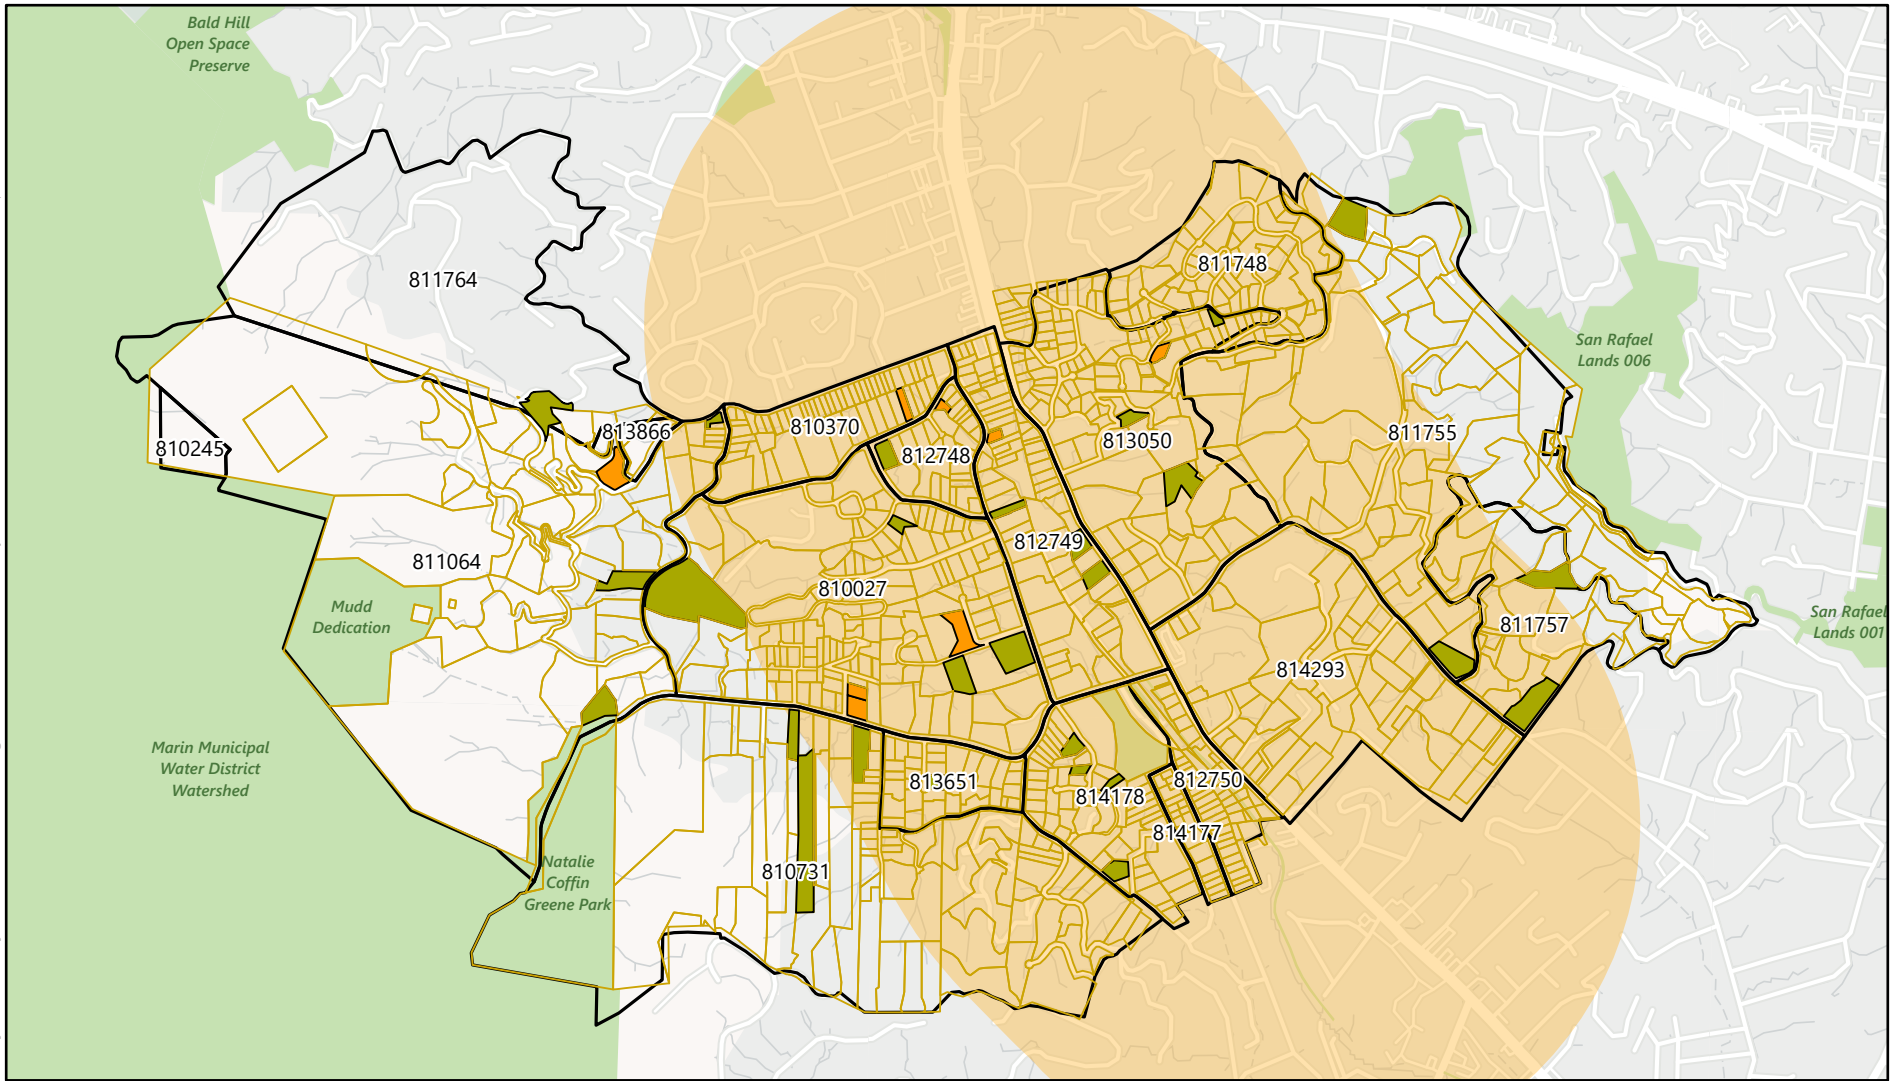 Bald Hill
Open Space
Preserve
811764
811748
San Rafael
Lands 006
810370
813866
811755
813050
810245
812748
812749
811064
810027
Mudd
Dedication
San Rafael
Lands 001
811757
814293
Marin Municipal
Water District
Watershed
813651
812750
814178
814177
810731
Natalie
Coffin
Greene Park